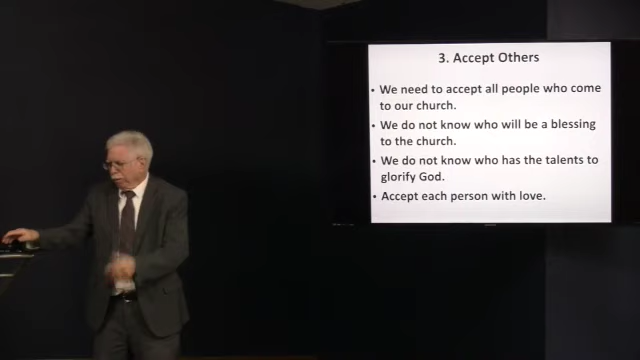 3. Accept Others
• We need to accept all people who come
to our church.
• We do not know who will be a blessing
to the church.
• We do not know who has the talents to
glorify God.
• Accept each person with love.